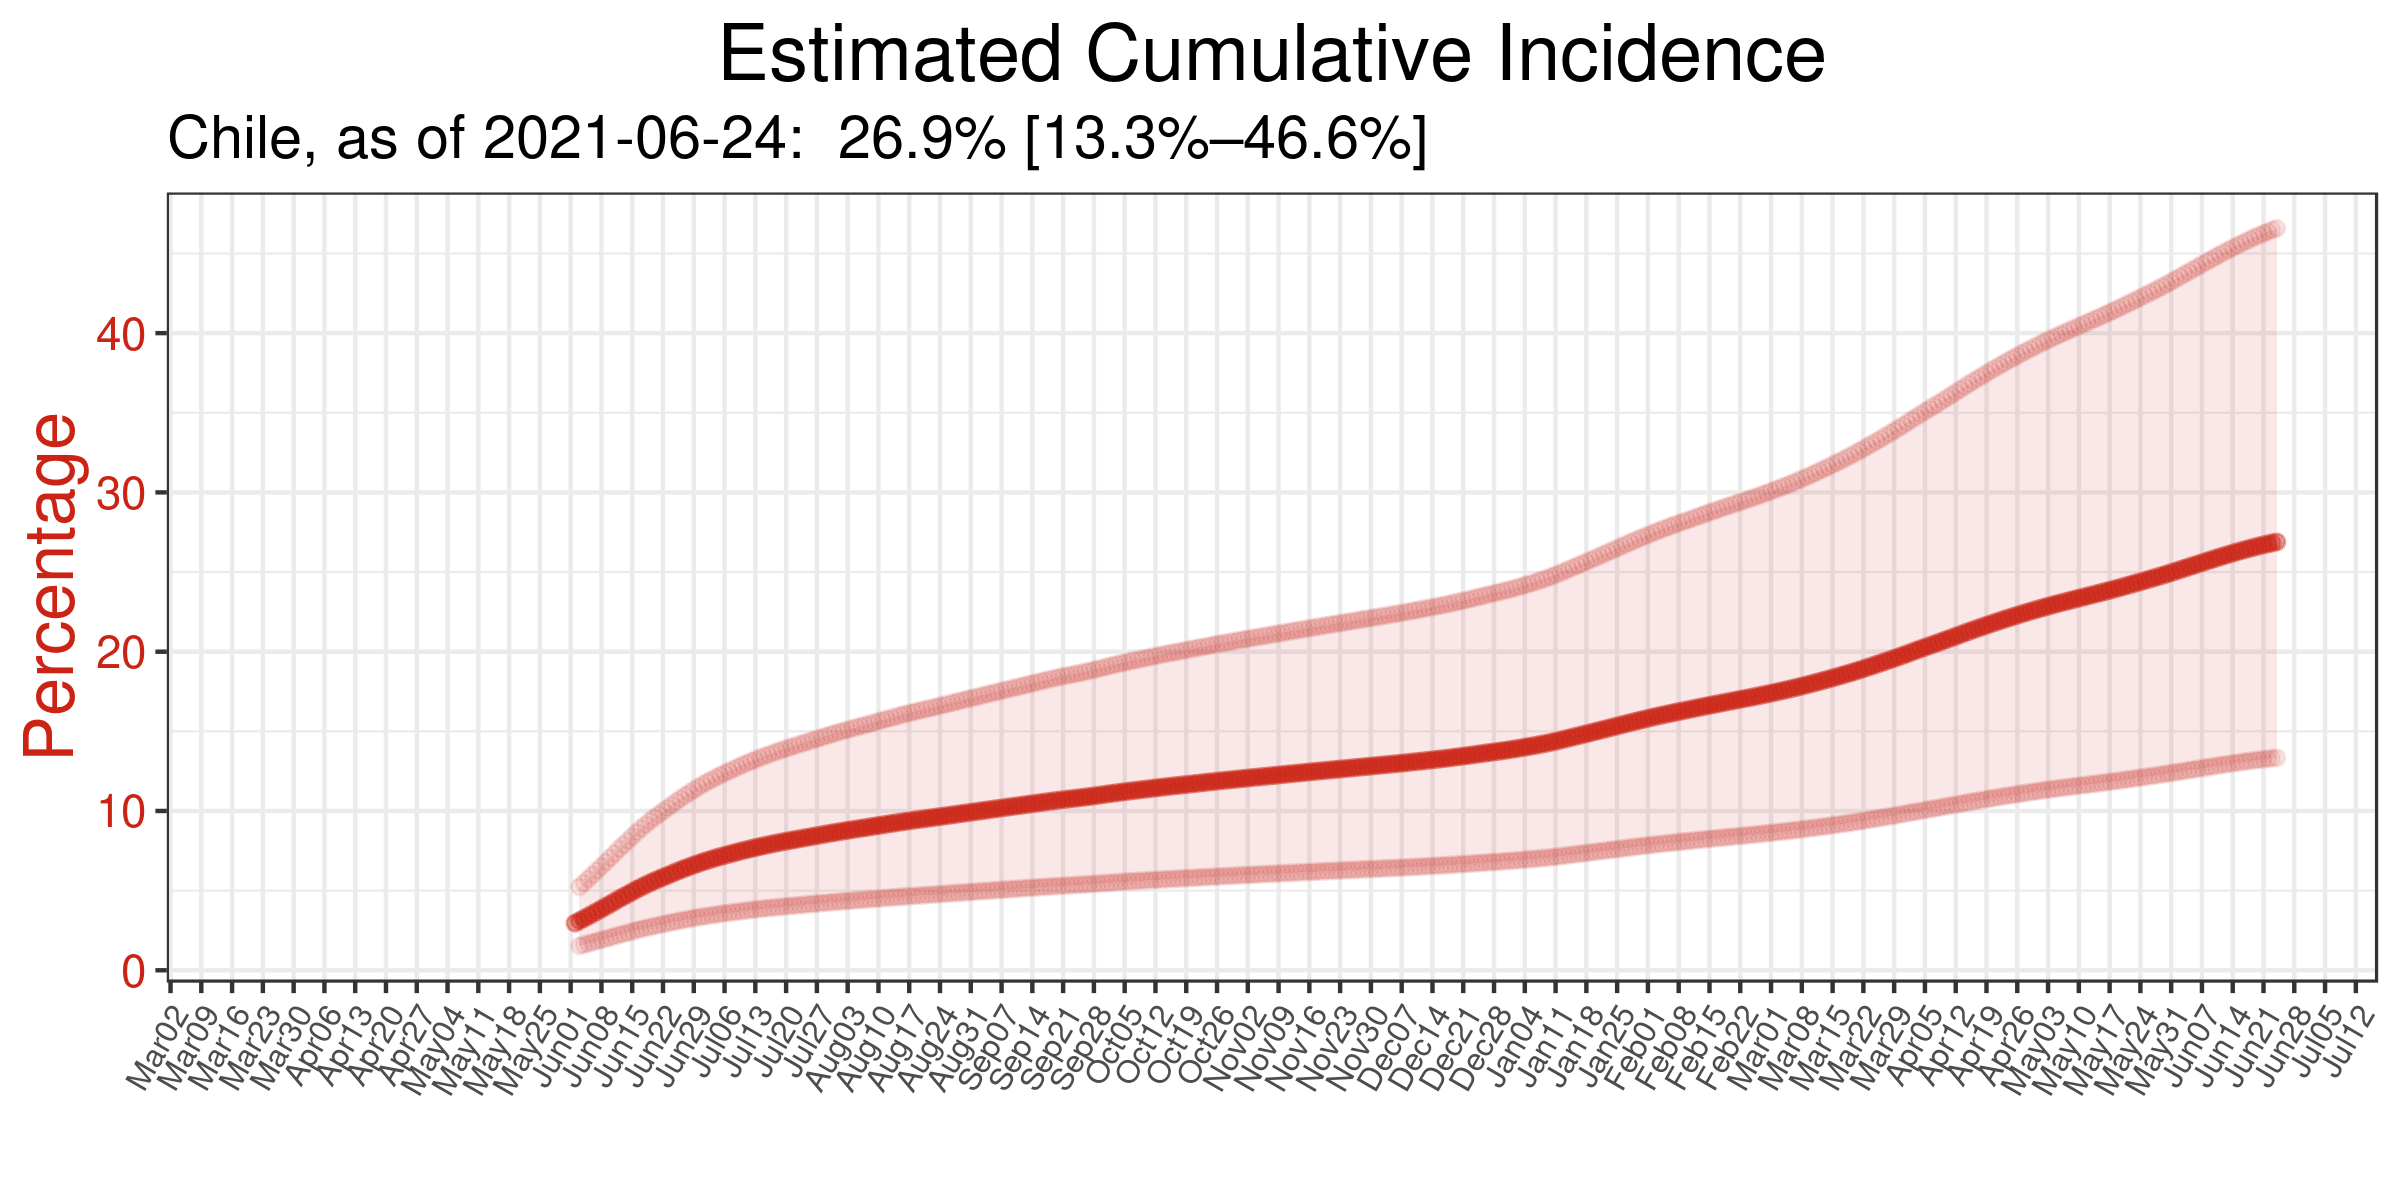 Estimated Cumulative Incidence
Chile, as of 2021-06-24:  26.9% [13.3%–46.6%]
Percentage
40
30
20
10
0
Mar02 Mar09 Mar16 Mar23 Mar30 Apr06 Apr13 Apr20 Apr27 May04 May11 May18 May25 Jun01 Jun08 Jun15 Jun22 Jun29 Jul06 Jul13 Jul20 Jul27 Aug03 Aug10 Aug17 Aug24 Aug31 Sep07 Sep14 Sep21 Sep28 Oct05 Oct12 Oct19 Oct26 Nov02 Nov09 Nov16 Nov23 Nov30 Dec07 Dec14 Dec21 Dec28 Jan04 Jan11 Jan18 Jan25 Feb01 Feb08 Feb15 Feb22 Mar01 Mar08 Mar15 Mar22 Mar29 Apr05 Apr12 Apr19 Apr26 May03 May10 May17 May24 May31 Jun07 Jun14 Jun21 Jun28 Jul05 Jul12